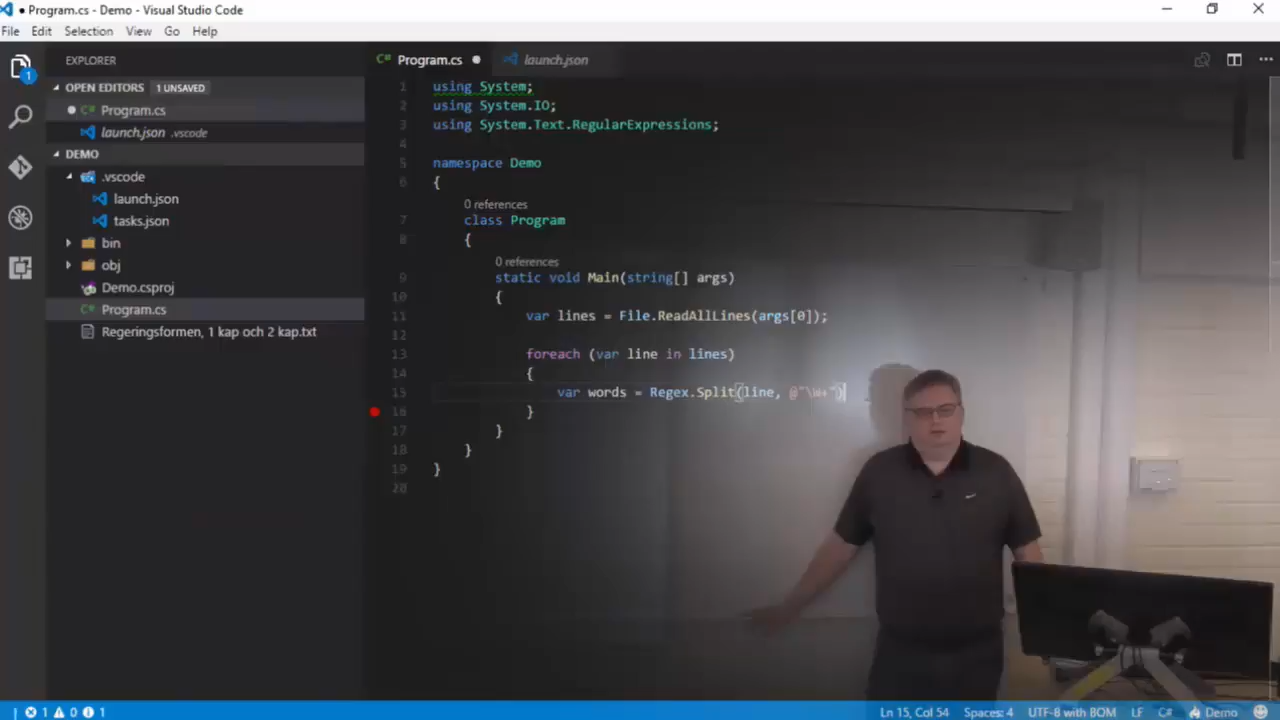 ● Program.cs - Demo - Visual Studio Code
File Edit Selection View Go Help
EXPLORER
OPEN EDITORS 1 UNSAVED
● C# Program.cs
launch.json .vscode
DEMO
.vscode
launch.json
tasks.json
bin
obj
Demo.csproj
C# Program.cs
Regeringsformen, 1 kap och 2 kap.txt
1
C# Program.cs ● launch.json
1 using System;
2 using System.IO;
3 using System.Text.RegularExpressions;
4
5 namespace Demo
6 {
0 references
7 class Program
8 {
0 references
9 static void Main(string[] args)
10 {
11 var lines = File.ReadAllLines(args[0]);
12
13 foreach (var line in lines)
14 {
15 var words = Regex.Split(line, @"\W+")
16 }
17 }
18 }
19 }
20
1 0 1 Ln 15, Col 54 Spaces: 4 UTF-8 with BOM LF C# Demo